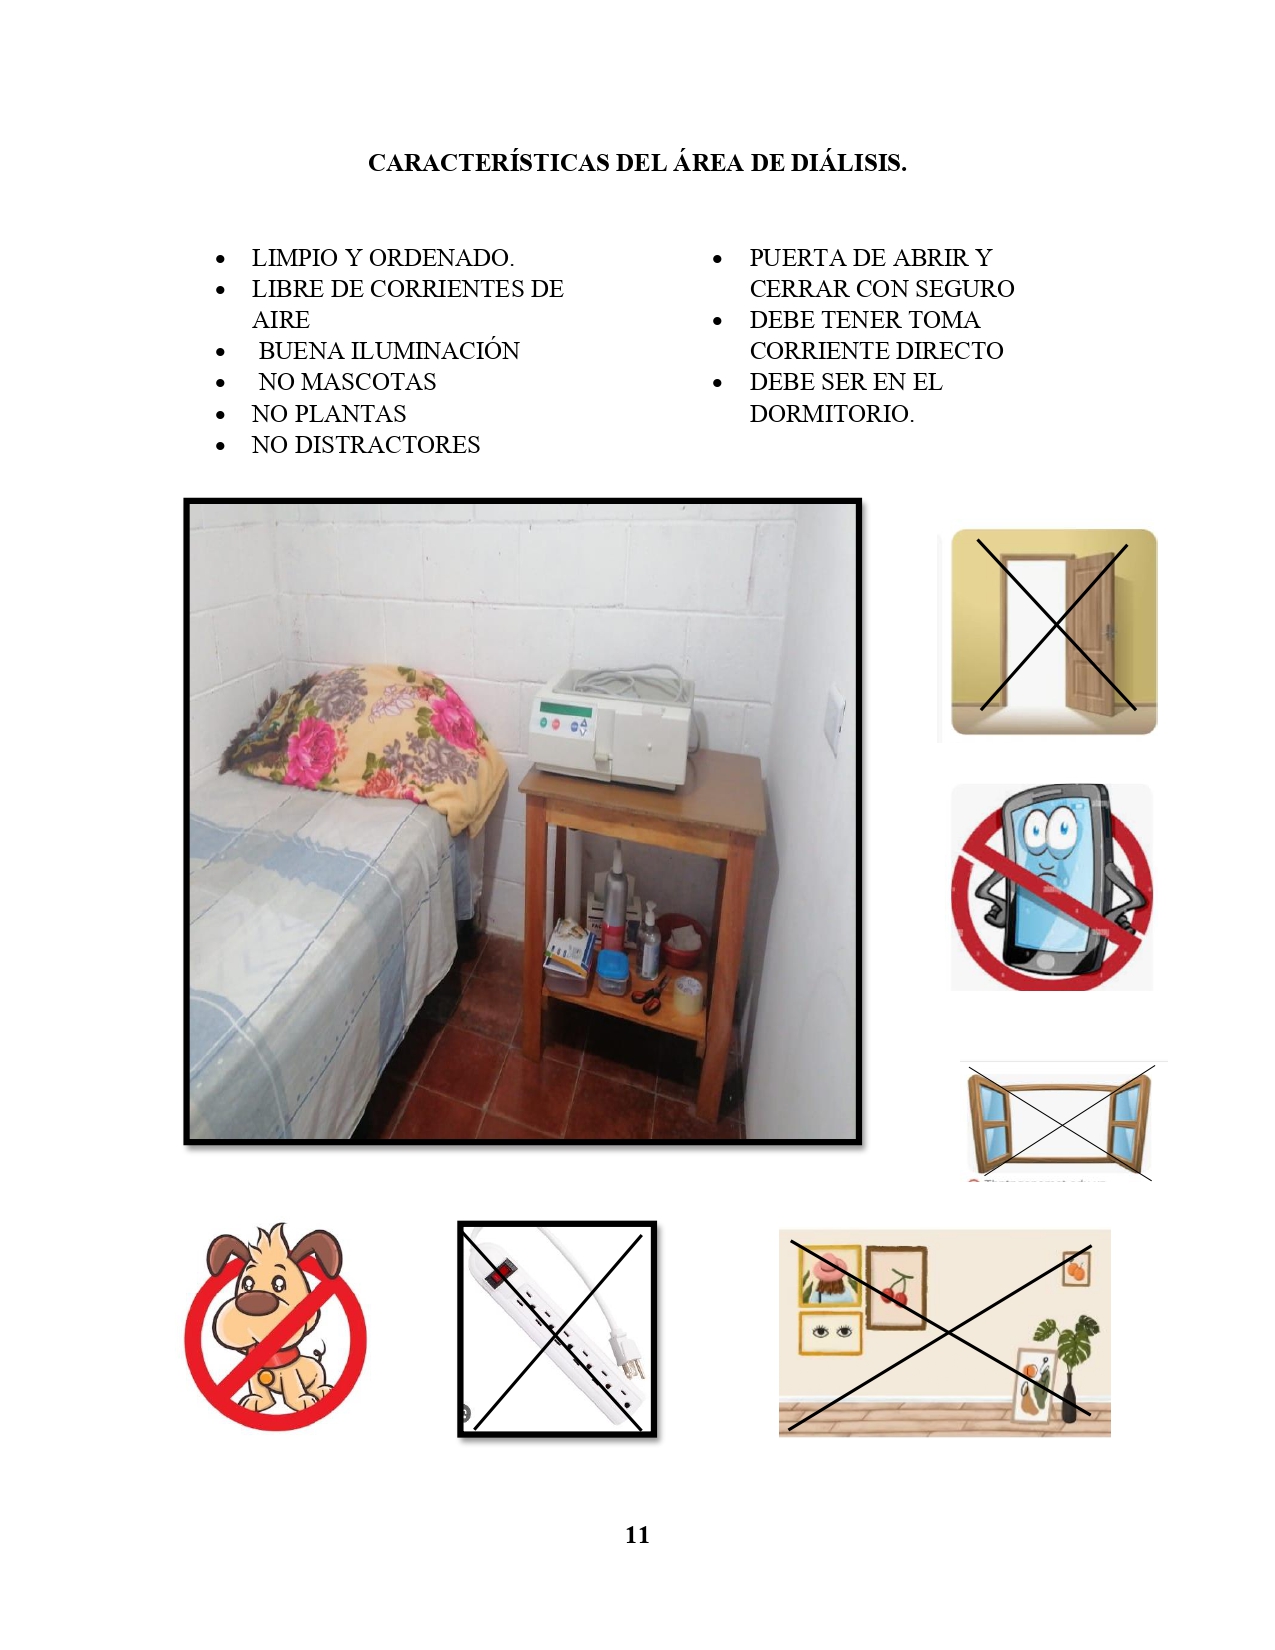 CARACTERÍSTICAS DEL ÁREA DE DIÁLISIS.
• LIMPIO Y ORDENADO.
• LIBRE DE CORRIENTES DE
AIRE
• BUENA ILUMINACIÓN
• NO MASCOTAS
• NO PLANTAS
• NO DISTRACTORES
• PUERTA DE ABRIR Y
CERRAR CON SEGURO
• DEBE TENER TOMA
CORRIENTE DIRECTO
• DEBE SER EN EL
DORMITORIO.
11